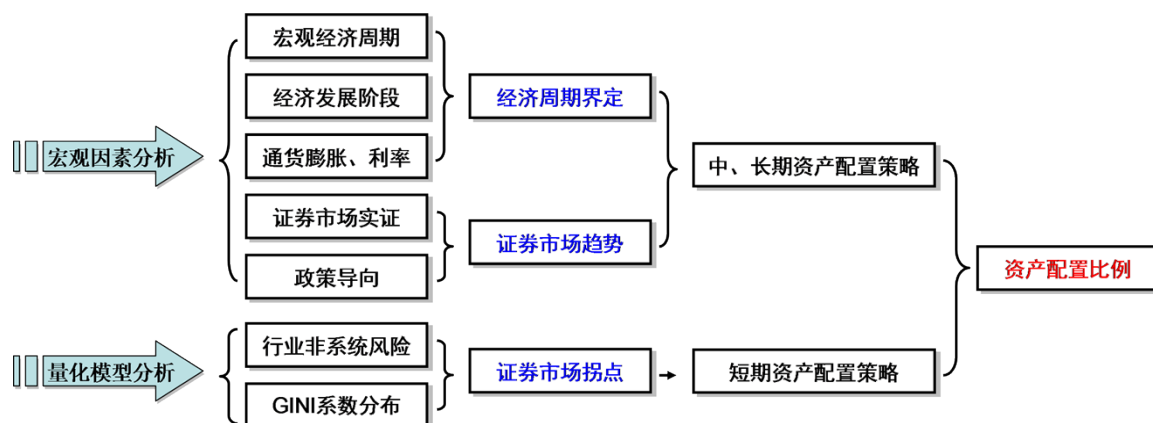 宏观因素分析
宏观经济周期
经济发展阶段
通货膨胀、利率
证券市场实证
政策导向
经济周期界定
证券市场趋势
中、长期资产配置策略
量化模型分析
行业非系统风险
GINI系数分布
证券市场拐点
短期资产配置策略
资产配置比例